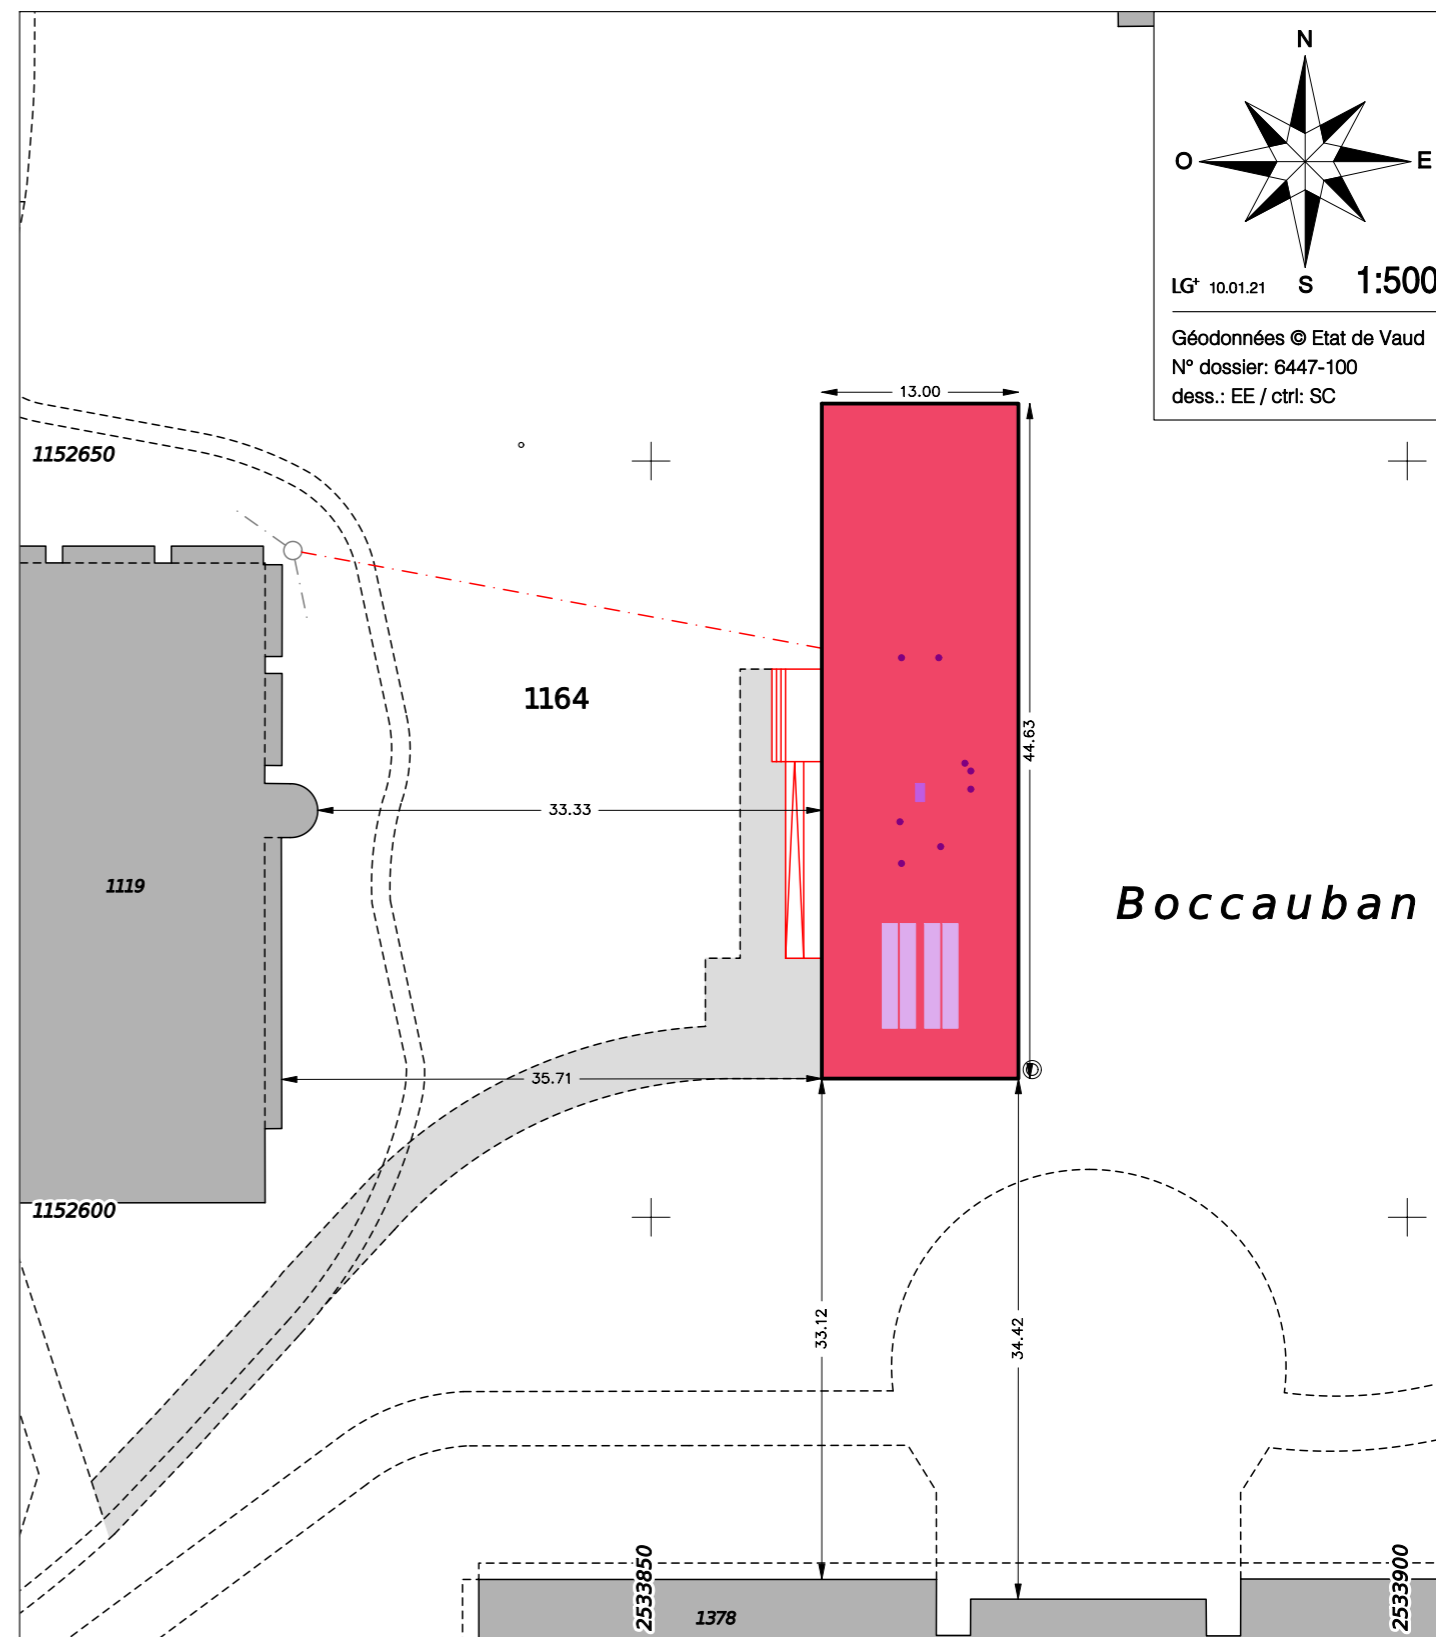 N
O
E
S
LG+ 10.01.21
1:500
Géodonnées © Etat de Vaud
N° dossier: 6447-100
dess.: EE / ctrl: SC
13.00
1152650
1164
44.63
33.33
1119
Boccauban
D
35.71
1152600
33.12
34.42
2533850
2533900
1378